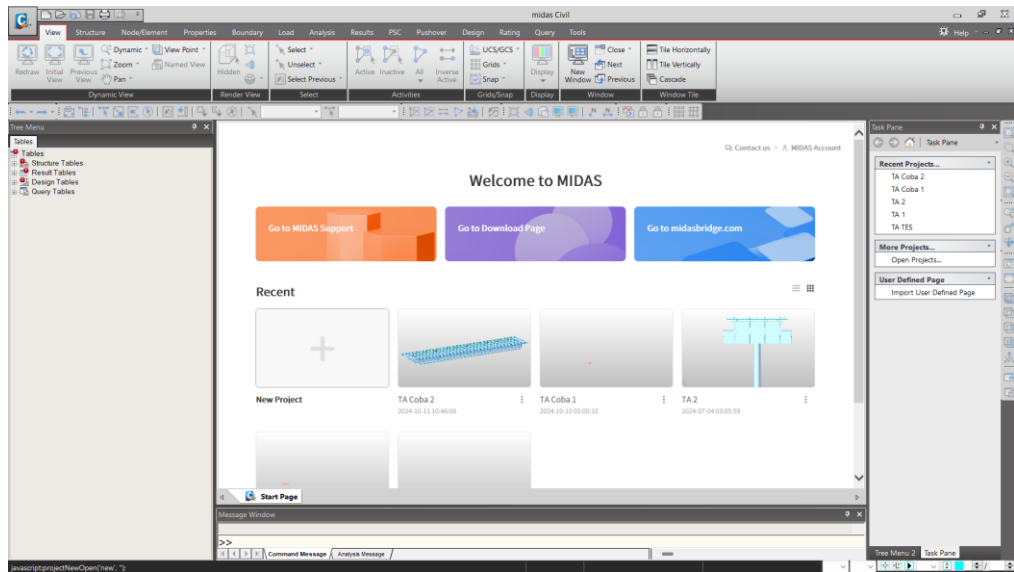 midas Civil
View Structure Node/Element Properties Boundary Load Analysis Results PSC Pushover Design Rating Query Tools Help
Redraw Initial View Previous View Dynamic Zoom Pan View Point Named View
Hidden
Select Unselect Select Previous
Active Inactive All Inverse Active
UCS/GCS Grids Snap
Display
New Window Close Next Previous
Tile Horizontally Tile Vertically Cascade
Dynamic View Render View Select Activities Grids/Snap Display Window Window Tile
Tree Menu
Tables
Tables
Structure Tables
Result Tables
Design Tables
Query Tables
Contact us MIDAS Account
Welcome to MIDAS
Go to MIDAS Support Go to Download Page Go to midasbridge.com
Recent
New Project TA Coba 2 TA Coba 1 TA 2
2024-10-11 10:46:08 2024-10-10 01:00:10 2024-07-04 03:05:59
Start Page
Message Window
>>
Command Message Analysis Message
Task Pane
Task Pane
Recent Projects...
TA Coba 2
TA Coba 1
TA 2
TA 1
TA TES
More Projects...
Open Projects...
User Defined Page
Import User Defined Page
Tree Menu 2 Task Pane
javascript:projectNewOpen('new', '');
2